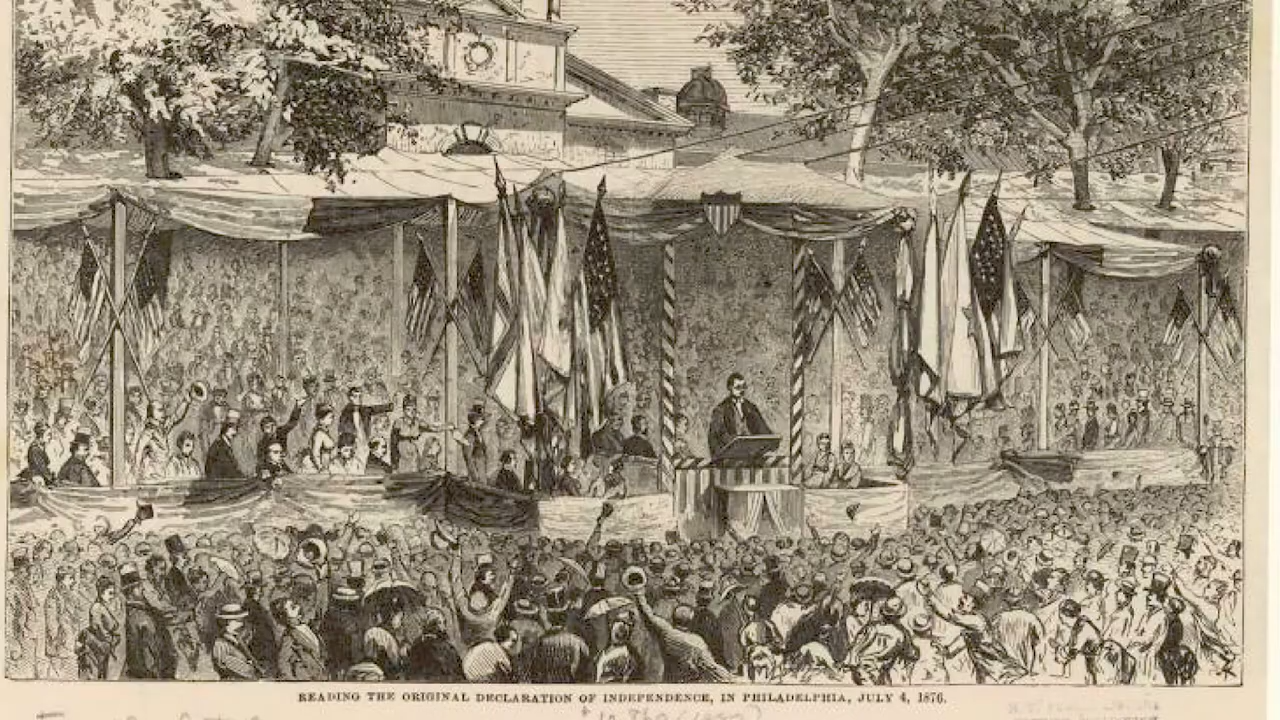 READING THE ORIGINAL DECLARATION OF INDEPENDENCE, IN PHILADELPHIA, JULY 4, 1876.